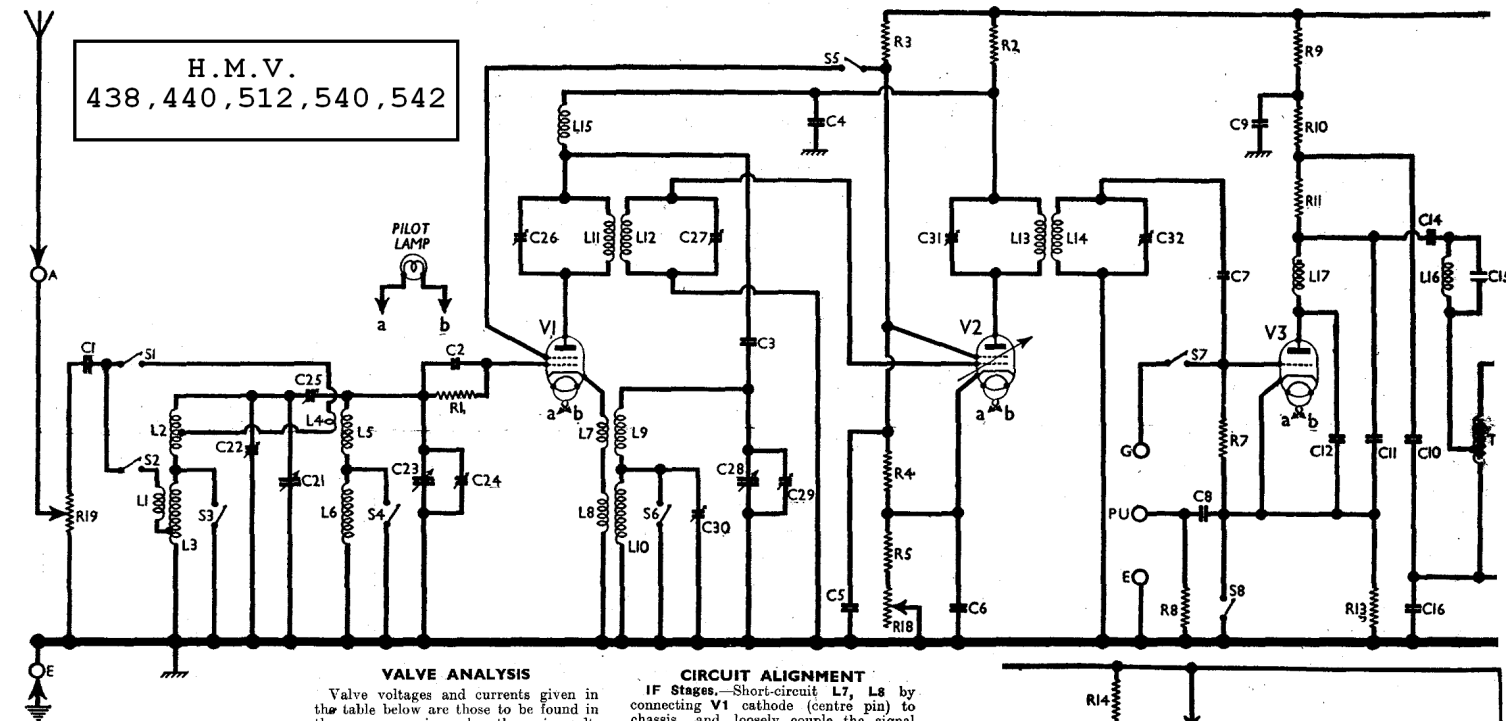 H.M.V.
438,440,512,540,542
R3
R2
R9
S5
L15
C4
C9
R10
R11
C14
PILOT
LAMP
C26
L11
L12
C27
C31
L13
L14
C32
C7
L17
L16
C15
A
a
b
V1
V2
V3
C1
S1
C2
C3
S7
C25
L4
R1
a
b
a
b
a
b
L2
L5
L7
L9
C22
G
R7
C12
C11
C10
T
S2
L1
S3
C21
L6
S4
C23
C24
L8
S6
C28
C29
R4
R19
L3
L10
C30
PU
C8
R5
E
C5
R18
C6
R8
S8
R13
C16
E
VALVE ANALYSIS
Valve voltages and currents given in
the table below are those to be found in
CIRCUIT ALIGNMENT
IF Stages.—Short-circuit L7, L8 by
connecting V1 cathode (centre pin) to
chassis, and loosely couple the signal
R14